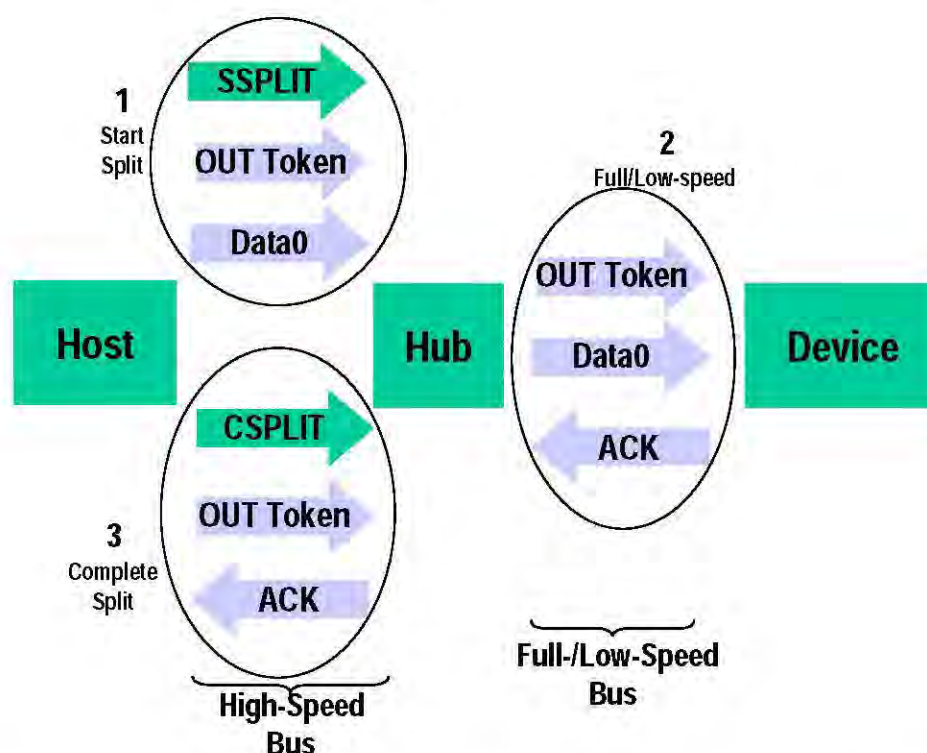 SSPLIT
1
Start
Split
OUT Token
Data0
2
Full/Low-speed
OUT Token
Data0
ACK
Host
Hub
Device
CSPLIT
OUT Token
ACK
3
Complete
Split
High-Speed
Bus
Full-/Low-Speed
Bus